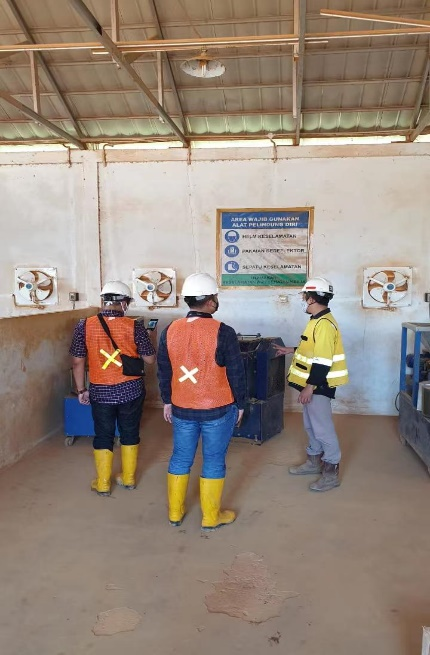 AREA WAJIB GUNAKAN
ALAT PELINDUNG DIRI
HELM KESELAMATAN
PAKAIAN REFLEKTOR
SEPATU KESELAMATAN